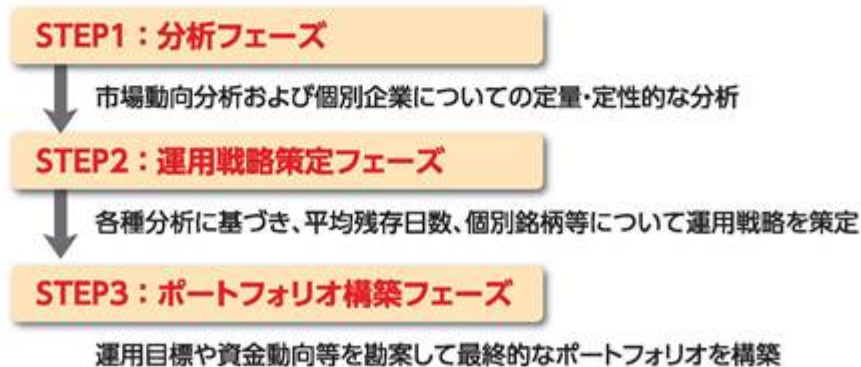 STEP1：分析フェーズ
市場動向分析および個別企業についての定量・定性的な分析
STEP2：運用戦略策定フェーズ
各種分析に基づき、平均残存日数、個別銘柄等について運用戦略を策定
STEP3：ポートフォリオ構築フェーズ
運用目標や資金動向等を勘案して最終的なポートフォリオを構築